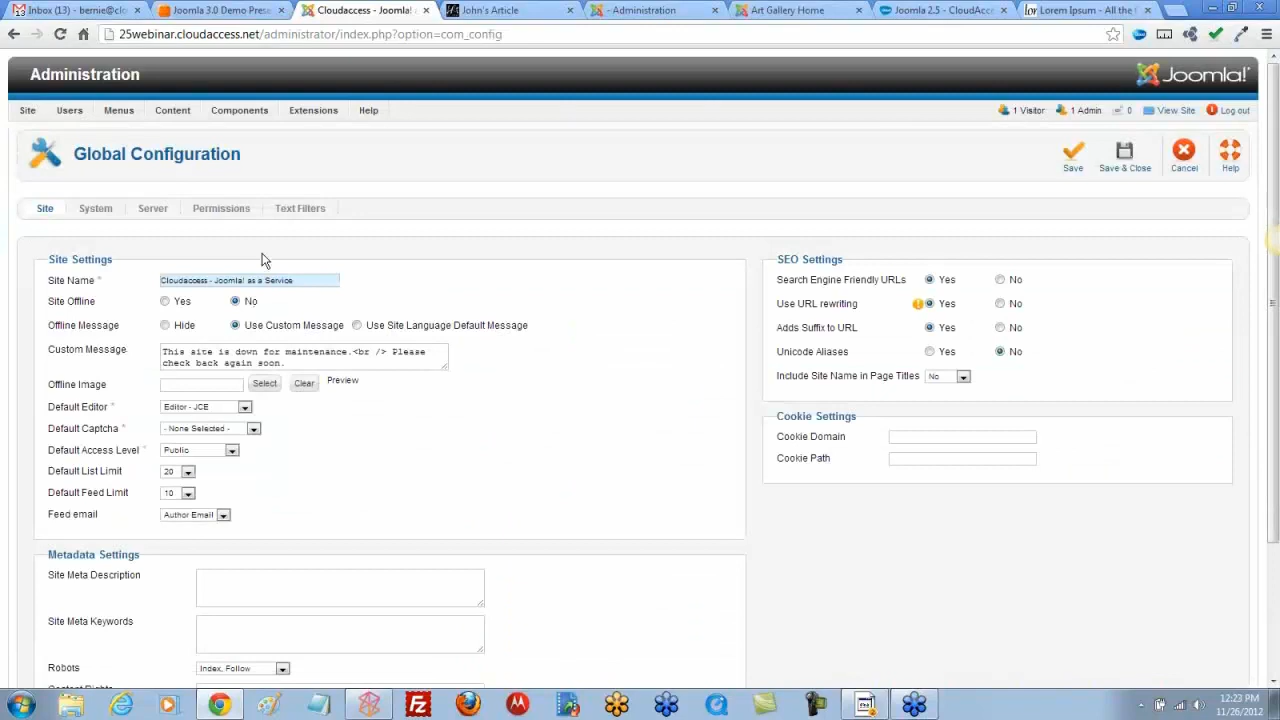 Inbox (13) - bernie@cloc
Joomla 3.0 Demo Prese
Cloudaccess - Joomla! as
John's Article
- Administration
Art Gallery Home
Joomla 2.5 - CloudAcc
Lorem Ipsum - All the f
25webinar.cloudaccess.net/administrator/index.php?option=com_config
Administration
Joomla!
Site Users Menus Content Components Extensions Help
1 Visitor 1 Admin 0 View Site Log out
Global Configuration
Save Save & Close Cancel Help
Site System Server Permissions Text Filters
Site Settings
Site Name * Cloudaccess - Joomla! as a Service
Site Offline Yes No
Offline Message Hide Use Custom Message Use Site Language Default Message
Custom Message This site is down for maintenance.<br /> Please
check back again soon.
Offline Image Select Clear Preview
Default Editor * Editor - JCE
Default Captcha * - None Selected -
Default Access Level * Public
Default List Limit 20
Default Feed Limit 10
Feed email Author Email
SEO Settings
Search Engine Friendly URLs Yes No
Use URL rewriting Yes No
Adds Suffix to URL Yes No
Unicode Aliases Yes No
Include Site Name in Page Titles No
Cookie Settings
Cookie Domain
Cookie Path
Metadata Settings
Site Meta Description
Site Meta Keywords
Robots Index, Follow
12:23 PM
11/26/2012